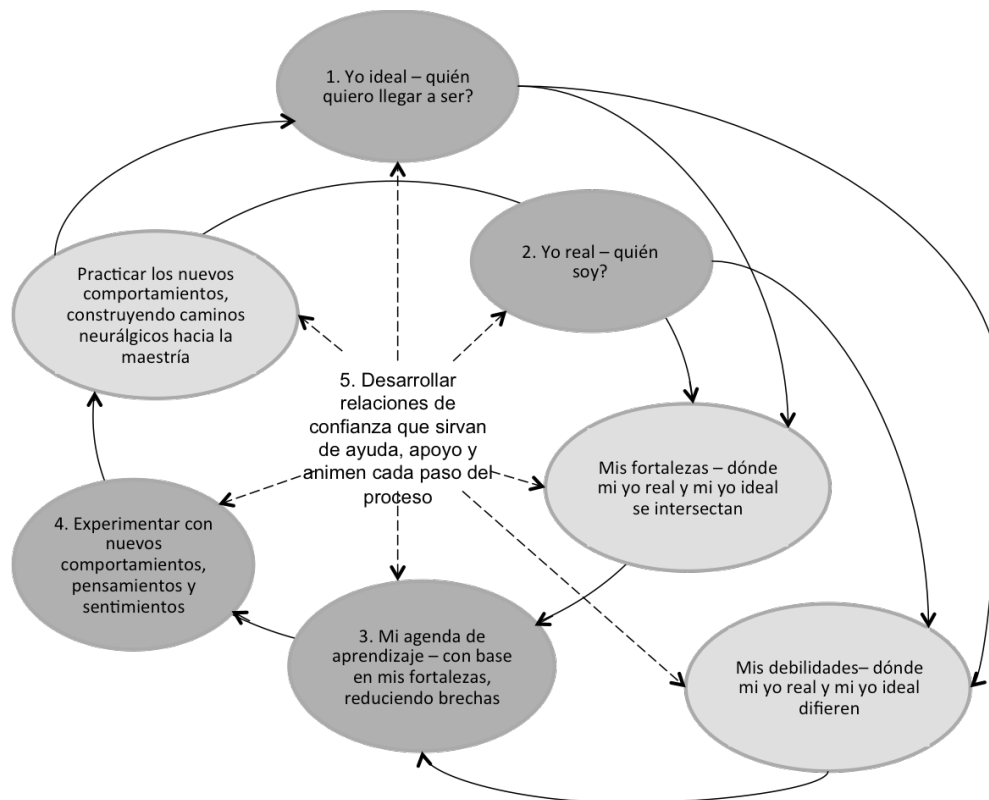 1. Yo ideal – quién
quiero llegar a ser?
2. Yo real – quién
soy?
Practicar los nuevos
comportamientos,
construyendo caminos
neurálgicos hacia la
maestría
5. Desarrollar
relaciones de
confianza que sirvan
de ayuda, apoyo y
animen cada paso del
proceso
Mis fortalezas – dónde
mi yo real y mi yo ideal
se intersectan
4. Experimentar con
nuevos
comportamientos,
pensamientos y
sentimientos
3. Mi agenda de
aprendizaje – con base
en mis fortalezas,
reduciendo brechas
Mis debilidades– dónde
mi yo real y mi yo ideal
difieren